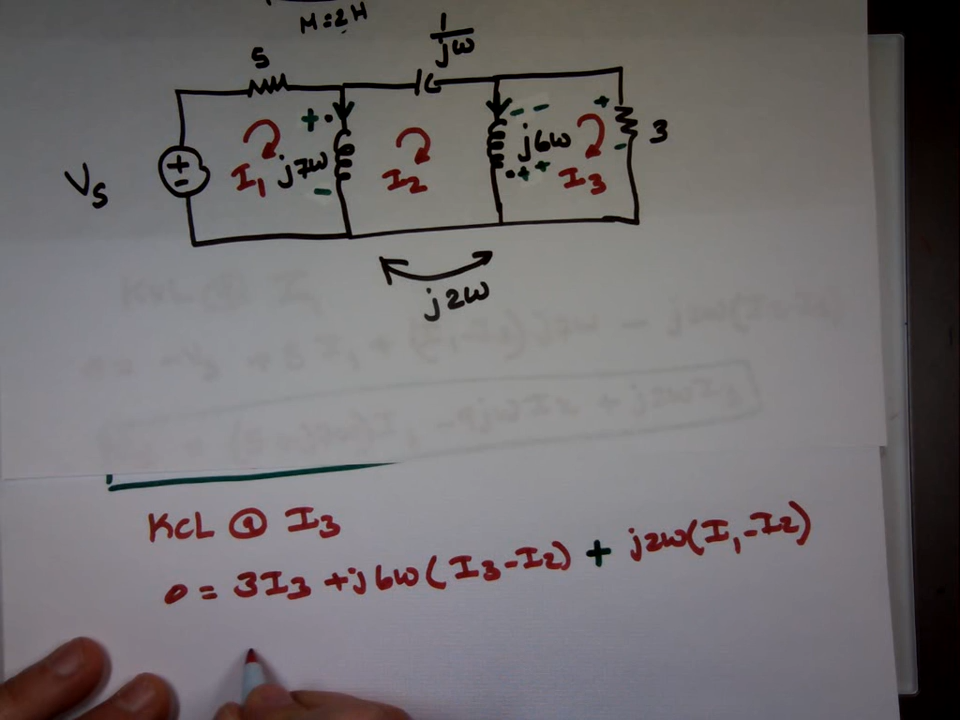 M = 2H
1/jω
5
+ • j7ω −
− − j6ω • + +
+ 3 −
Vs + −
I1 I2 I3
j2ω
KCL @ I3
0 = 3I3 + j6ω(I3 - I2) + j2ω(I1 - I2)